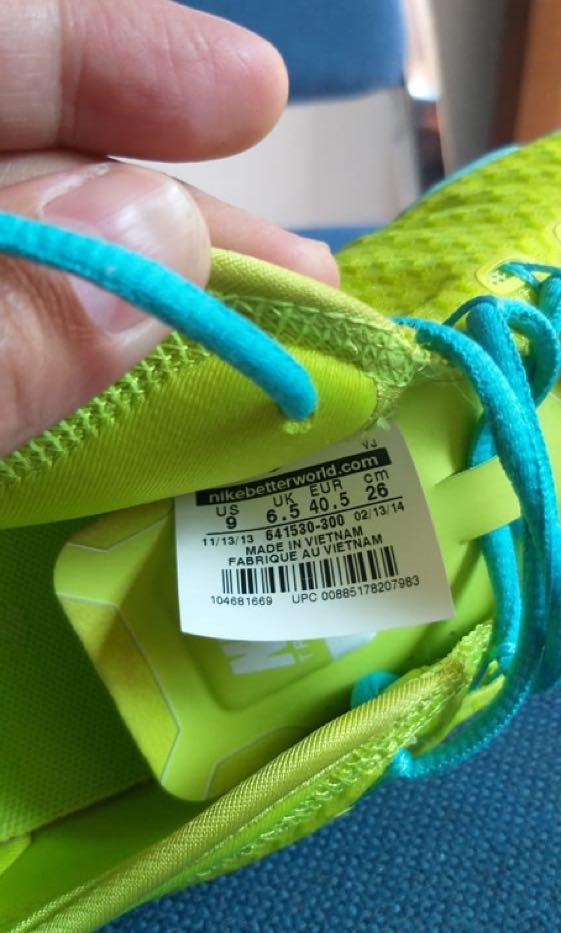 VJ
nikebetterworld.com
US UK EUR cm
9 6.5 40.5 26
11/13/13 641530-300 02/13/14
MADE IN VIETNAM
FABRIQUE AU VIETNAM
104681669 UPC 00885178207983